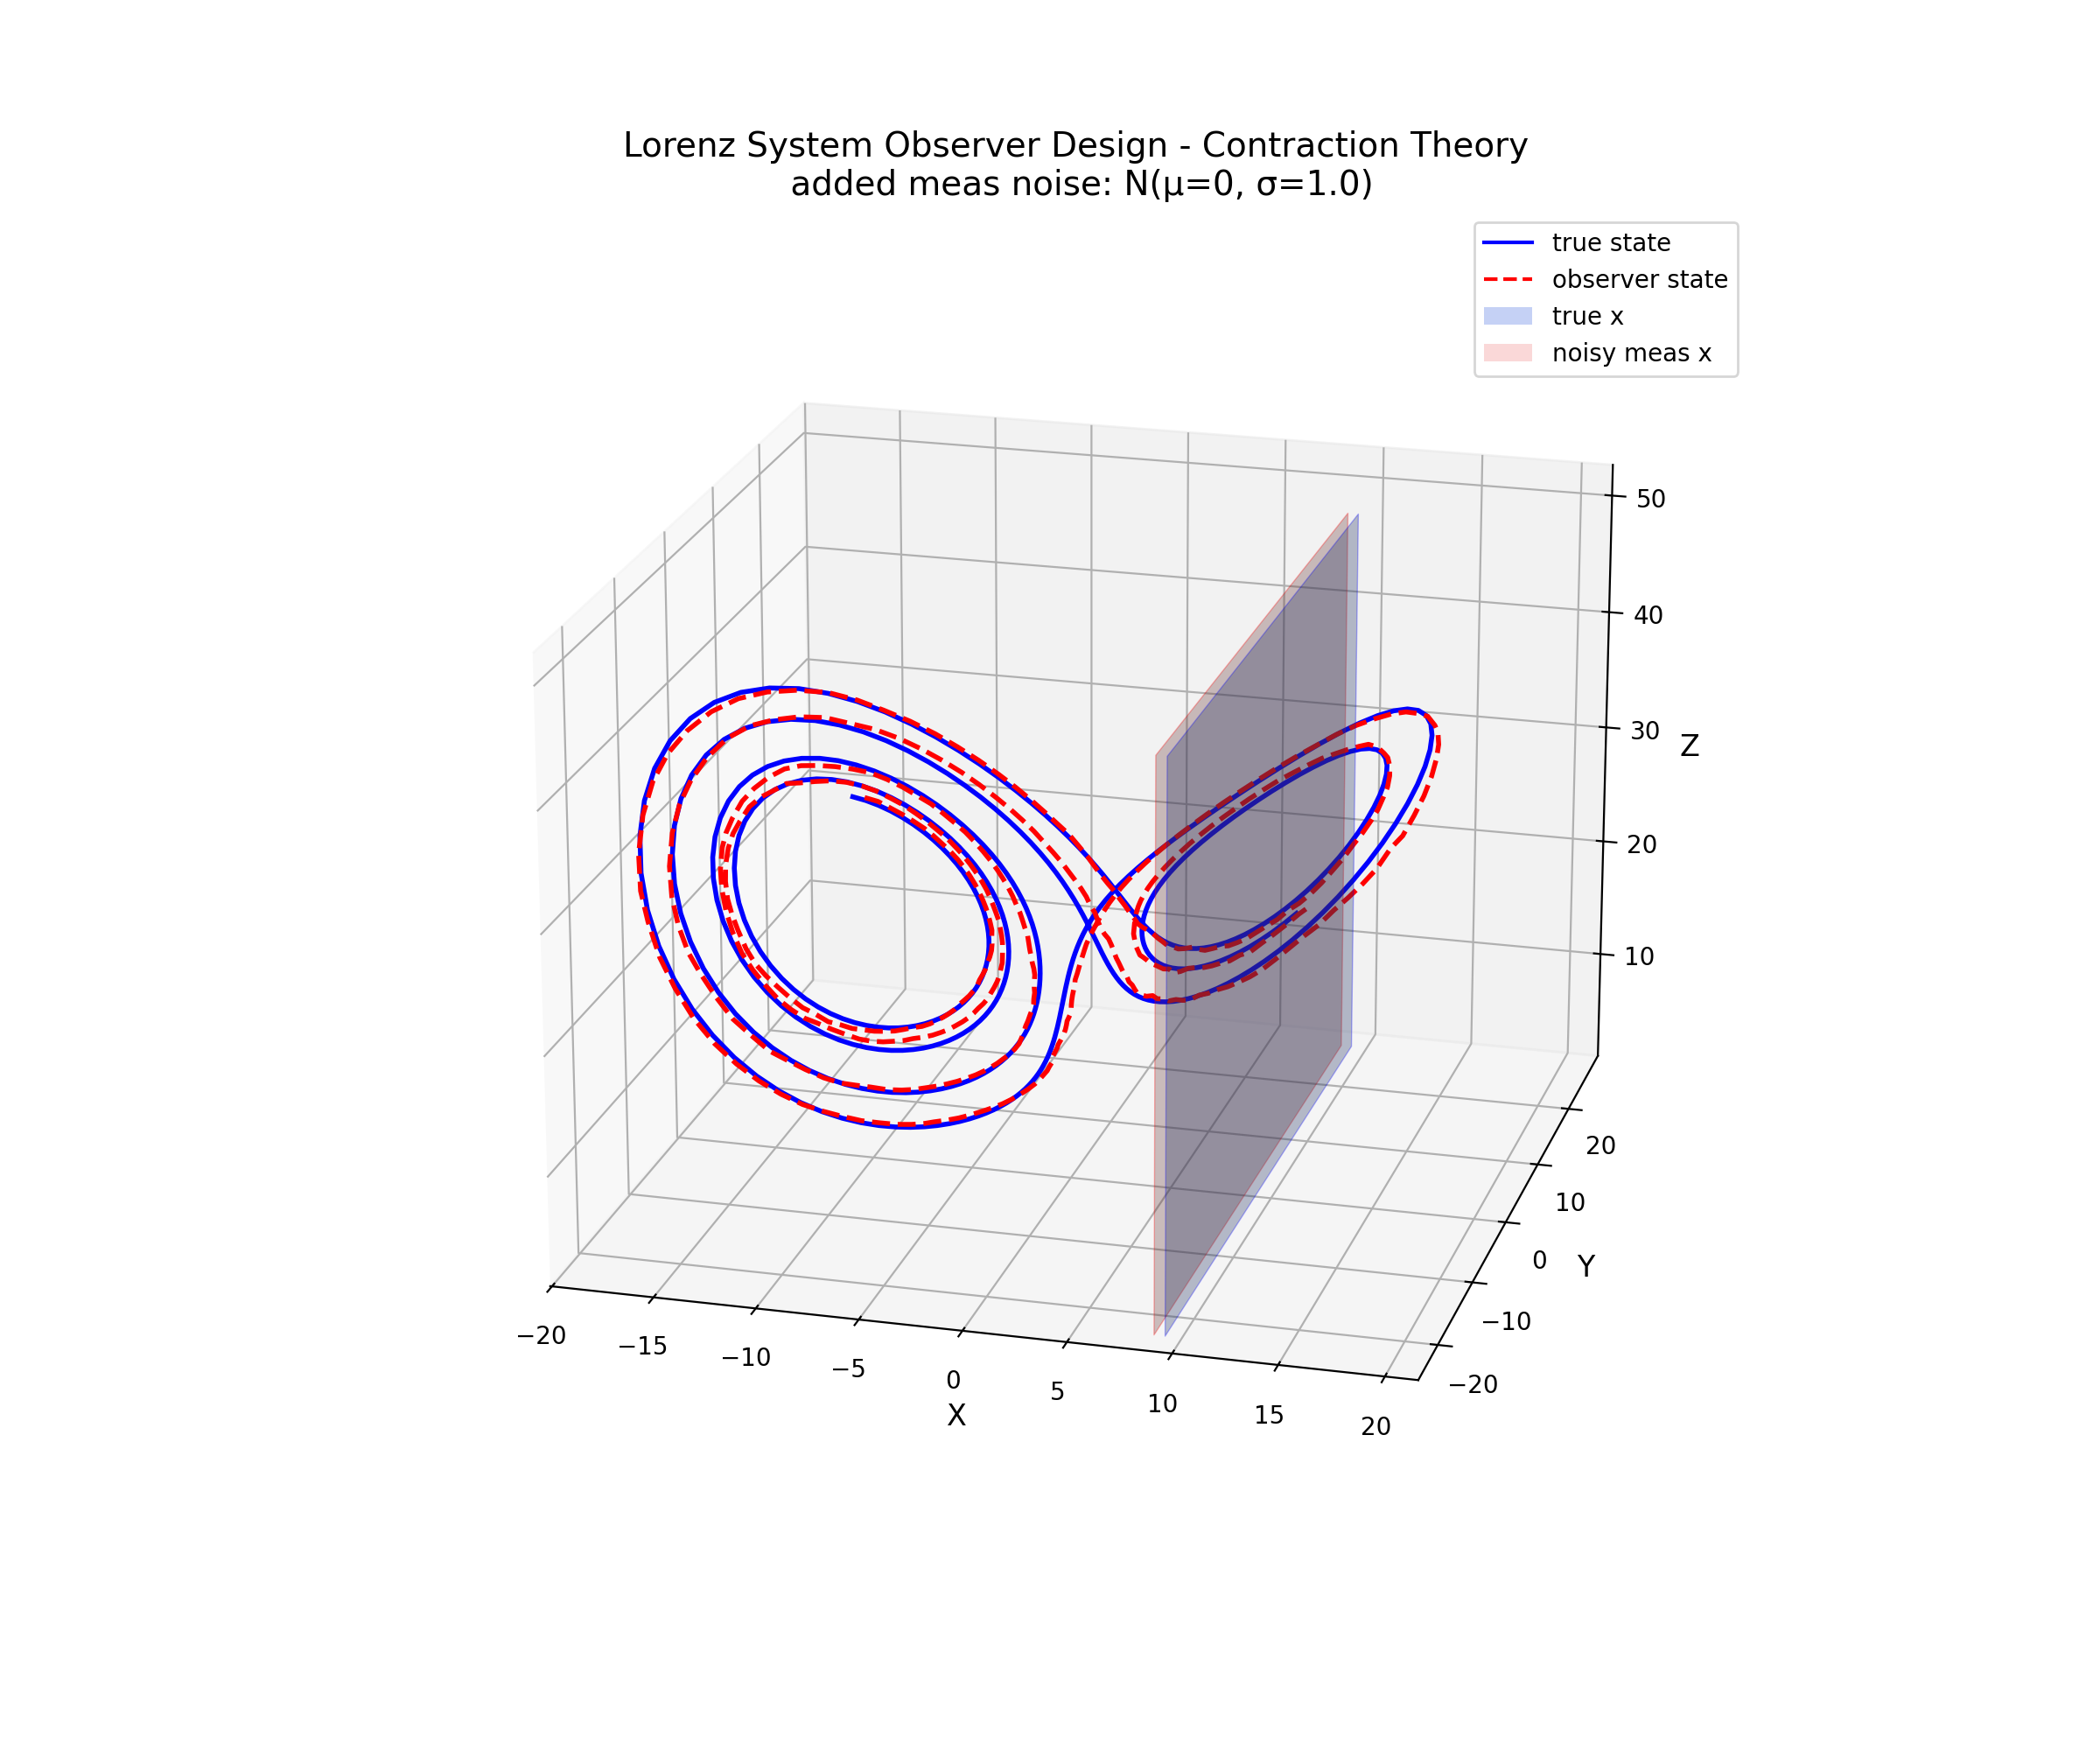 Lorenz System Observer Design - Contraction Theory
added meas noise: N(μ=0, σ=1.0)
true state
observer state
true x
noisy meas x
50
40
30
Z
20
10
20
10
0
Y
−10
−20
−20
−15
−10
−5
0
5
10
15
20
X